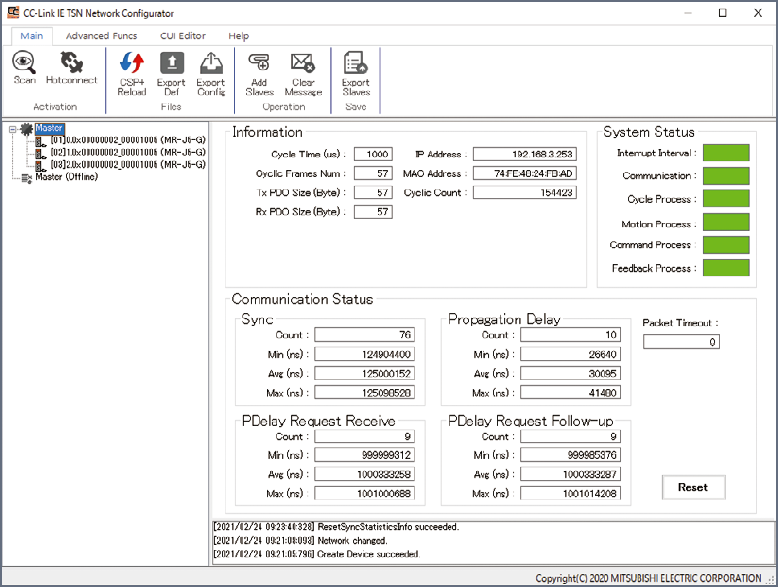 CC-Link IE TSN Network Configurator
Main Advanced Funcs CUI Editor Help
Scan Hotconnect CSP+ Reload Export Def Export Config Add Slaves Clear Message Export Slaves
Activation Files Operation Save
Master
[01]0.0x00000002_00001005 (MR-J5-G)
[02]1.0x00000002_00001005 (MR-J5-G)
[03]2.0x00000002_00001005 (MR-J5-G)
Master (Offline)
Information
Cycle Time (us) : 1000 IP Address : 192.168.3.253
Cyclic Frames Num : 57 MAC Address : 74:FE:48:24:FB:AD
Tx PDO Size (Byte) : 57 Cyclic Count : 154423
Rx PDO Size (Byte) : 57
System Status
Interrupt Interval :
Communication :
Cycle Process :
Motion Process :
Command Process :
Feedback Process :
Communication Status
Sync
Count : 76
Min (ns) : 124904400
Avg (ns) : 125000152
Max (ns) : 125098528
Propagation Delay
Count : 10
Min (ns) : 26640
Avg (ns) : 30095
Max (ns) : 41480
Packet Timeout :
0
PDelay Request Receive
Count : 9
Min (ns) : 999999312
Avg (ns) : 1000333258
Max (ns) : 1001000688
PDelay Request Follow-up
Count : 9
Min (ns) : 999985376
Avg (ns) : 1000333287
Max (ns) : 1001014208
Reset
[2021/02/24 09:23:40:328] ResetSyncStatisticsInfo succeeded.
[2021/02/24 09:21:08:093] Network changed.
[2021/02/24 09:21:05:796] Create Device succeeded.
Copyright(C) 2020 MITSUBISHI ELECTRIC CORPORATION